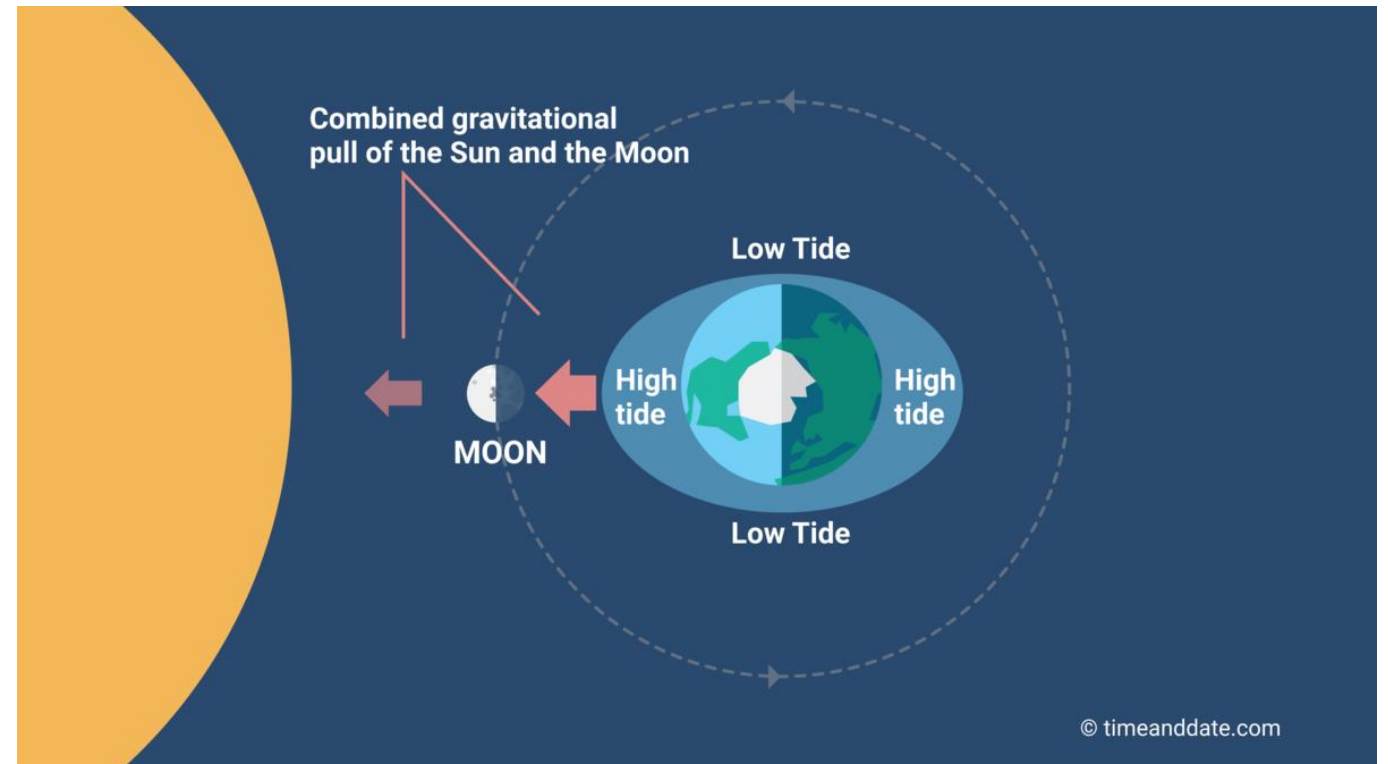 Combined gravitational
pull of the Sun and the Moon
Low Tide
High
tide
High
tide
MOON
Low Tide
© timeanddate.com